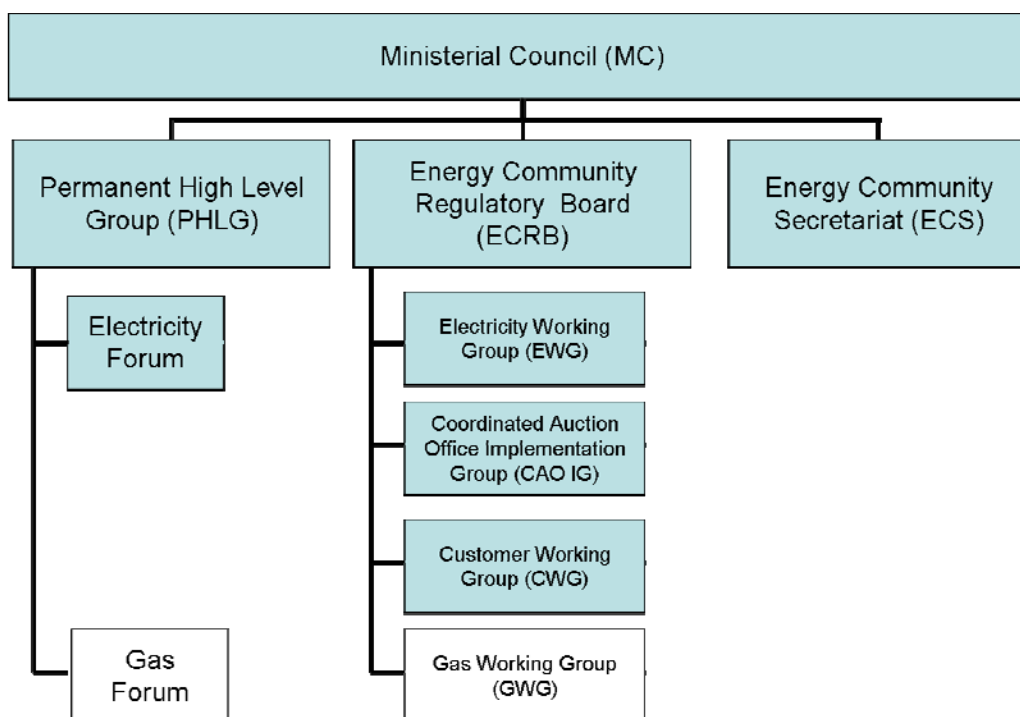 Ministerial Council (MC)
Permanent High Level
Group (PHLG)
Energy Community
Regulatory Board
(ECRB)
Energy Community
Secretariat (ECS)
Electricity
Forum
Electricity Working
Group (EWG)
Coordinated Auction
Office Implementation
Group (CAO IG)
Customer Working
Group (CWG)
Gas
Forum
Gas Working Group
(GWG)